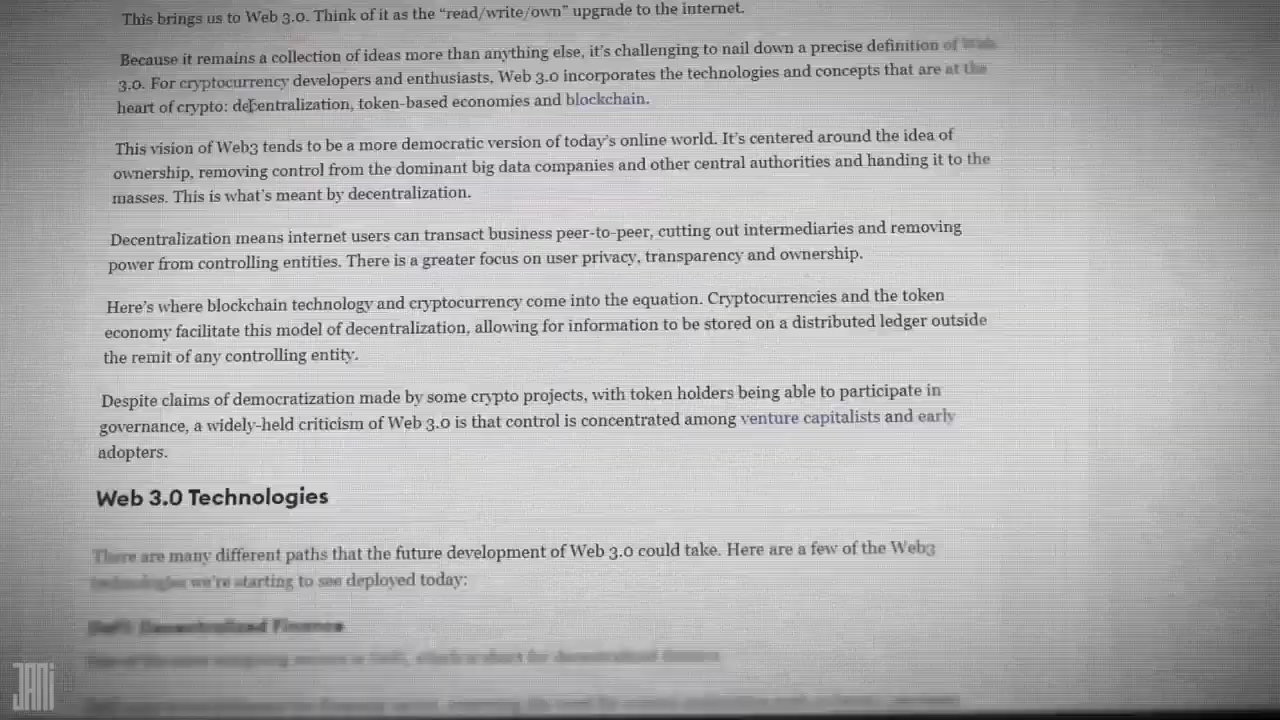 This brings us to Web 3.0. Think of it as the “read/write/own” upgrade to the internet.
Because it remains a collection of ideas more than anything else, it’s challenging to nail down a precise definition of Web
3.0. For cryptocurrency developers and enthusiasts, Web 3.0 incorporates the technologies and concepts that are at the
heart of crypto: decentralization, token-based economies and blockchain.
This vision of Web3 tends to be a more democratic version of today’s online world. It’s centered around the idea of
ownership, removing control from the dominant big data companies and other central authorities and handing it to the
masses. This is what’s meant by decentralization.
Decentralization means internet users can transact business peer-to-peer, cutting out intermediaries and removing
power from controlling entities. There is a greater focus on user privacy, transparency and ownership.
Here’s where blockchain technology and cryptocurrency come into the equation. Cryptocurrencies and the token
economy facilitate this model of decentralization, allowing for information to be stored on a distributed ledger outside
the remit of any controlling entity.
Despite claims of democratization made by some crypto projects, with token holders being able to participate in
governance, a widely-held criticism of Web 3.0 is that control is concentrated among venture capitalists and early
adopters.
Web 3.0 Technologies
There are many different paths that the future development of Web 3.0 could take. Here are a few of the Web3
technologies we’re starting to see deployed today:
Decentralized Finance
JANi